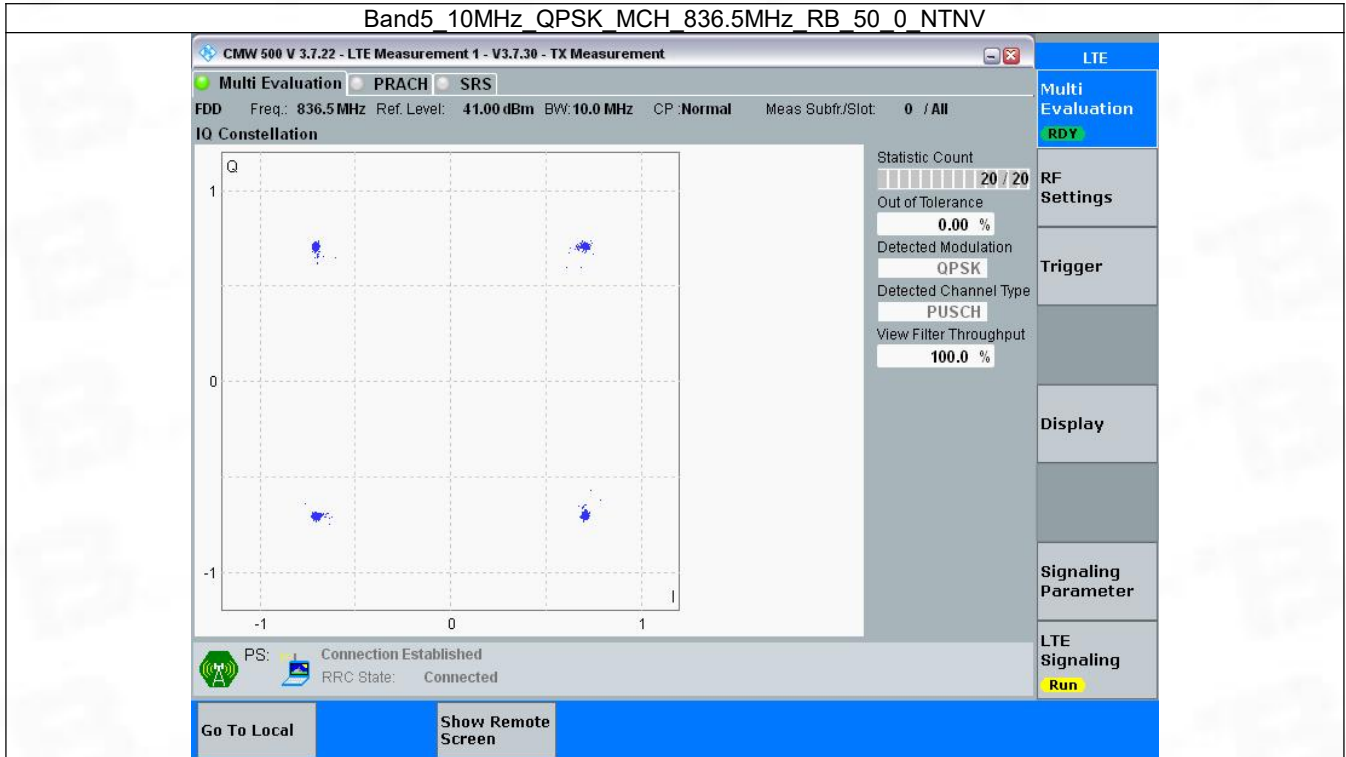 Band5_10MHz_QPSK_MCH_836.5MHz_RB_50_0_NTNV
CMW 500 V 3.7.22 - LTE Measurement 1 - V3.7.30 - TX Measurement
LTE
Multi Evaluation PRACH SRS
FDD Freq.: 836.5 MHz Ref. Level: 41.00 dBm BW: 10.0 MHz CP :Normal Meas Subfr./Slot: 0 / All
IQ Constellation
Q
1
0
-1
I
-1 0 1
Statistic Count
20 / 20
Out of Tolerance
0.00 %
Detected Modulation
QPSK
Detected Channel Type
PUSCH
View Filter Throughput
100.0 %
Multi
Evaluation
RDY
RF
Settings
Trigger
Display
Signaling
Parameter
LTE
Signaling
Run
PS: Connection Established
RRC State: Connected
Go To Local
Show Remote
Screen